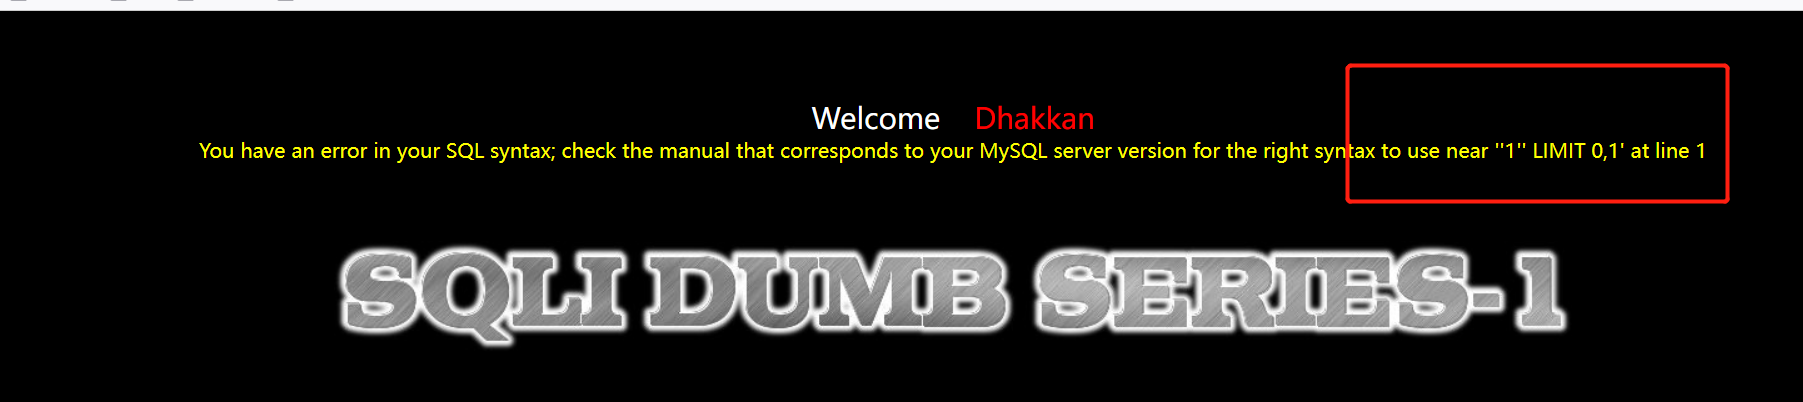 Welcome Dhakkan
You have an error in your SQL syntax; check the manual that corresponds to your MySQL server version for the right syntax to use near ''1'' LIMIT 0,1' at line 1
SQLI DUMB SERIES-1